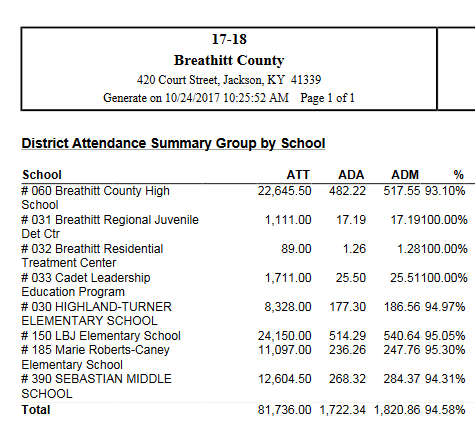 17-18
Breathitt County
420 Court Street, Jackson, KY 41339
Generate on 10/24/2017 10:25:52 AM Page 1 of 1
District Attendance Summary Group by School
School ATT ADA ADM %
# 060 Breathitt County High 22,645.50 482.22 517.55 93.10%
School
# 031 Breathitt Regional Juvenile 1,111.00 17.19 17.19100.00%
Det Ctr
# 032 Breathitt Residential 89.00 1.26 1.28100.00%
Treatment Center
# 033 Cadet Leadership 1,711.00 25.50 25.51100.00%
Education Program
# 030 HIGHLAND-TURNER 8,328.00 177.30 186.56 94.97%
ELEMENTARY SCHOOL
# 150 LBJ Elementary School 24,150.00 514.29 540.64 95.05%
# 185 Marie Roberts-Caney 11,097.00 236.26 247.76 95.30%
Elementary School
# 390 SEBASTIAN MIDDLE 12,604.50 268.32 284.37 94.31%
SCHOOL
Total 81,736.00 1,722.34 1,820.86 94.58%